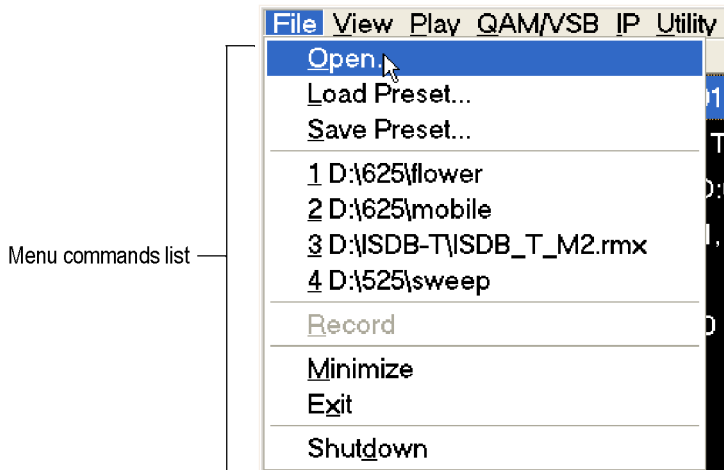 File View Play QAM/VSB IP Utility
Open.
Load Preset...
Save Preset...
1 D:\625\flower
2 D:\625\mobile
3 D:\ISDB-T\ISDB_T_M2.rmx
4 D:\525\sweep
Menu commands list
Record
Minimize
Exit
Shutdown